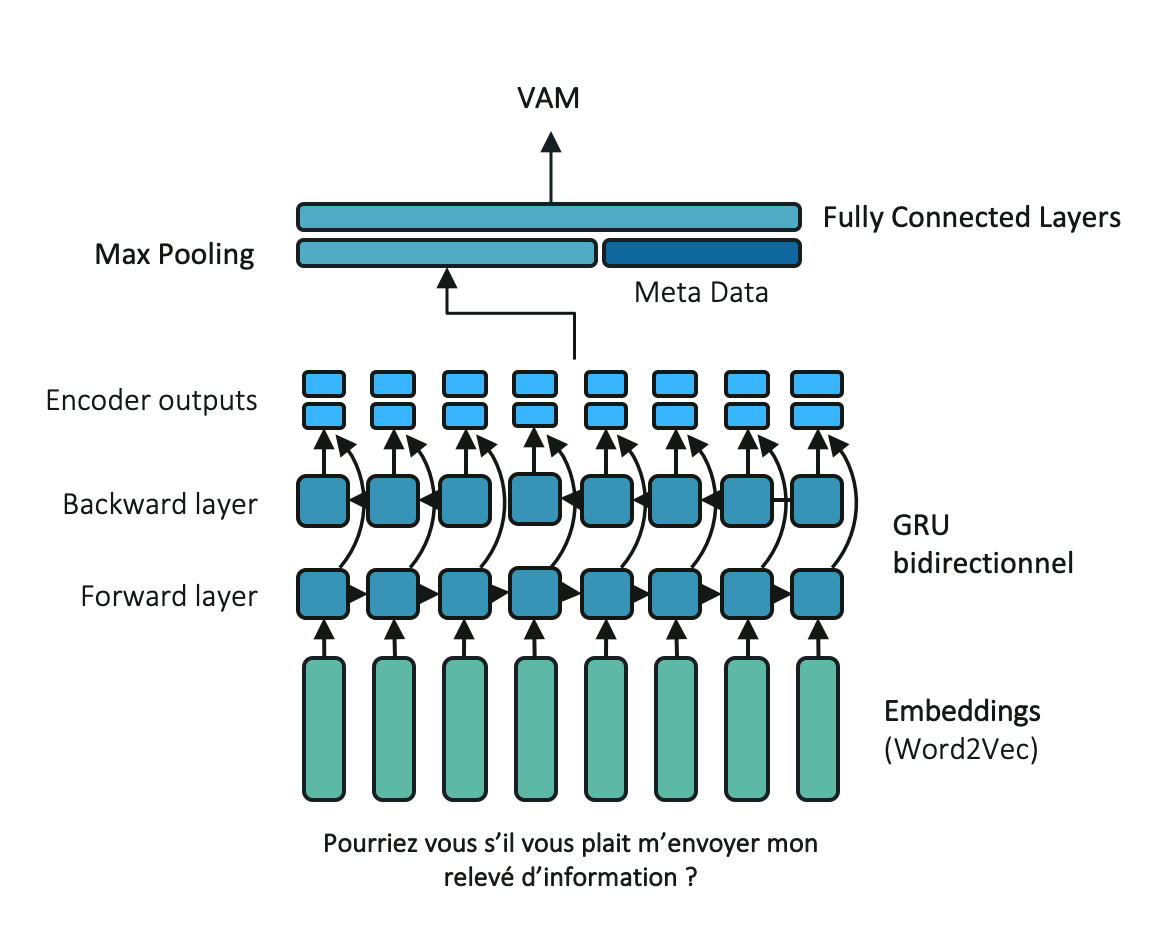 VAM
Fully Connected Layers
Max Pooling
Meta Data
Encoder outputs
Backward layer
GRU
bidirectionnel
Forward layer
Embeddings
(Word2Vec)
Pourriez vous s’il vous plait m’envoyer mon
relevé d’information ?